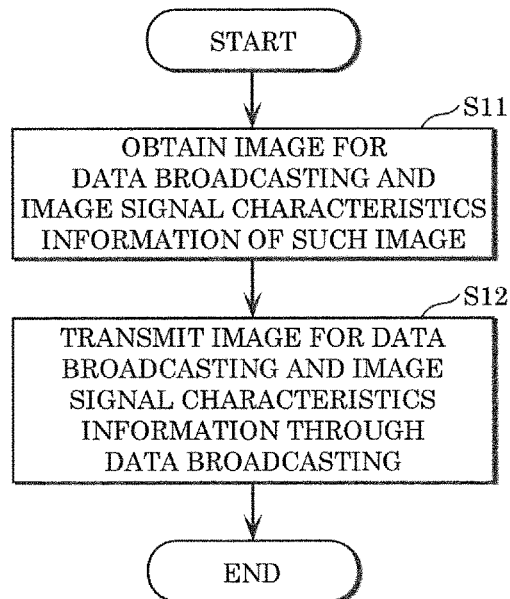 START
S11
OBTAIN IMAGE FOR
DATA BROADCASTING AND
IMAGE SIGNAL CHARACTERISTICS
INFORMATION OF SUCH IMAGE
S12
TRANSMIT IMAGE FOR DATA
BROADCASTING AND IMAGE
SIGNAL CHARACTERISTICS
INFORMATION THROUGH
DATA BROADCASTING
END